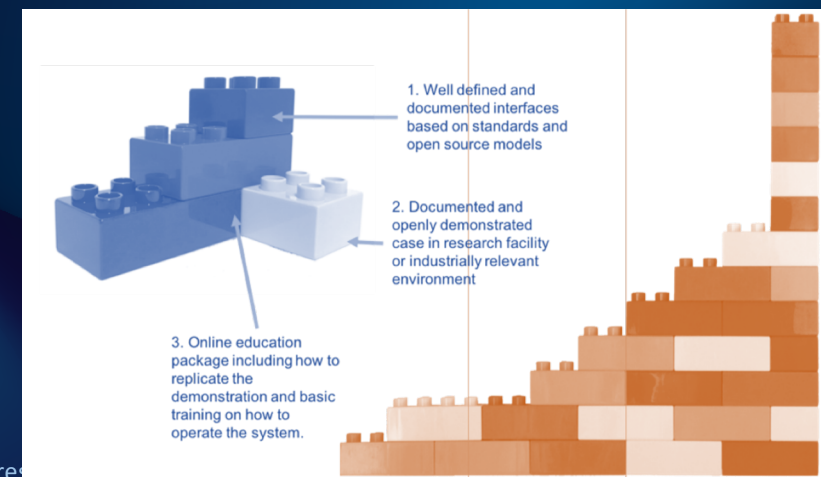 1. Well defined and
documented interfaces
based on standards and
open source models
2. Documented and
openly demonstrated
case in research facility
or industrially relevant
environment
3. Online education
package including how to
replicate the
demonstration and basic
training on how to
operate the system.